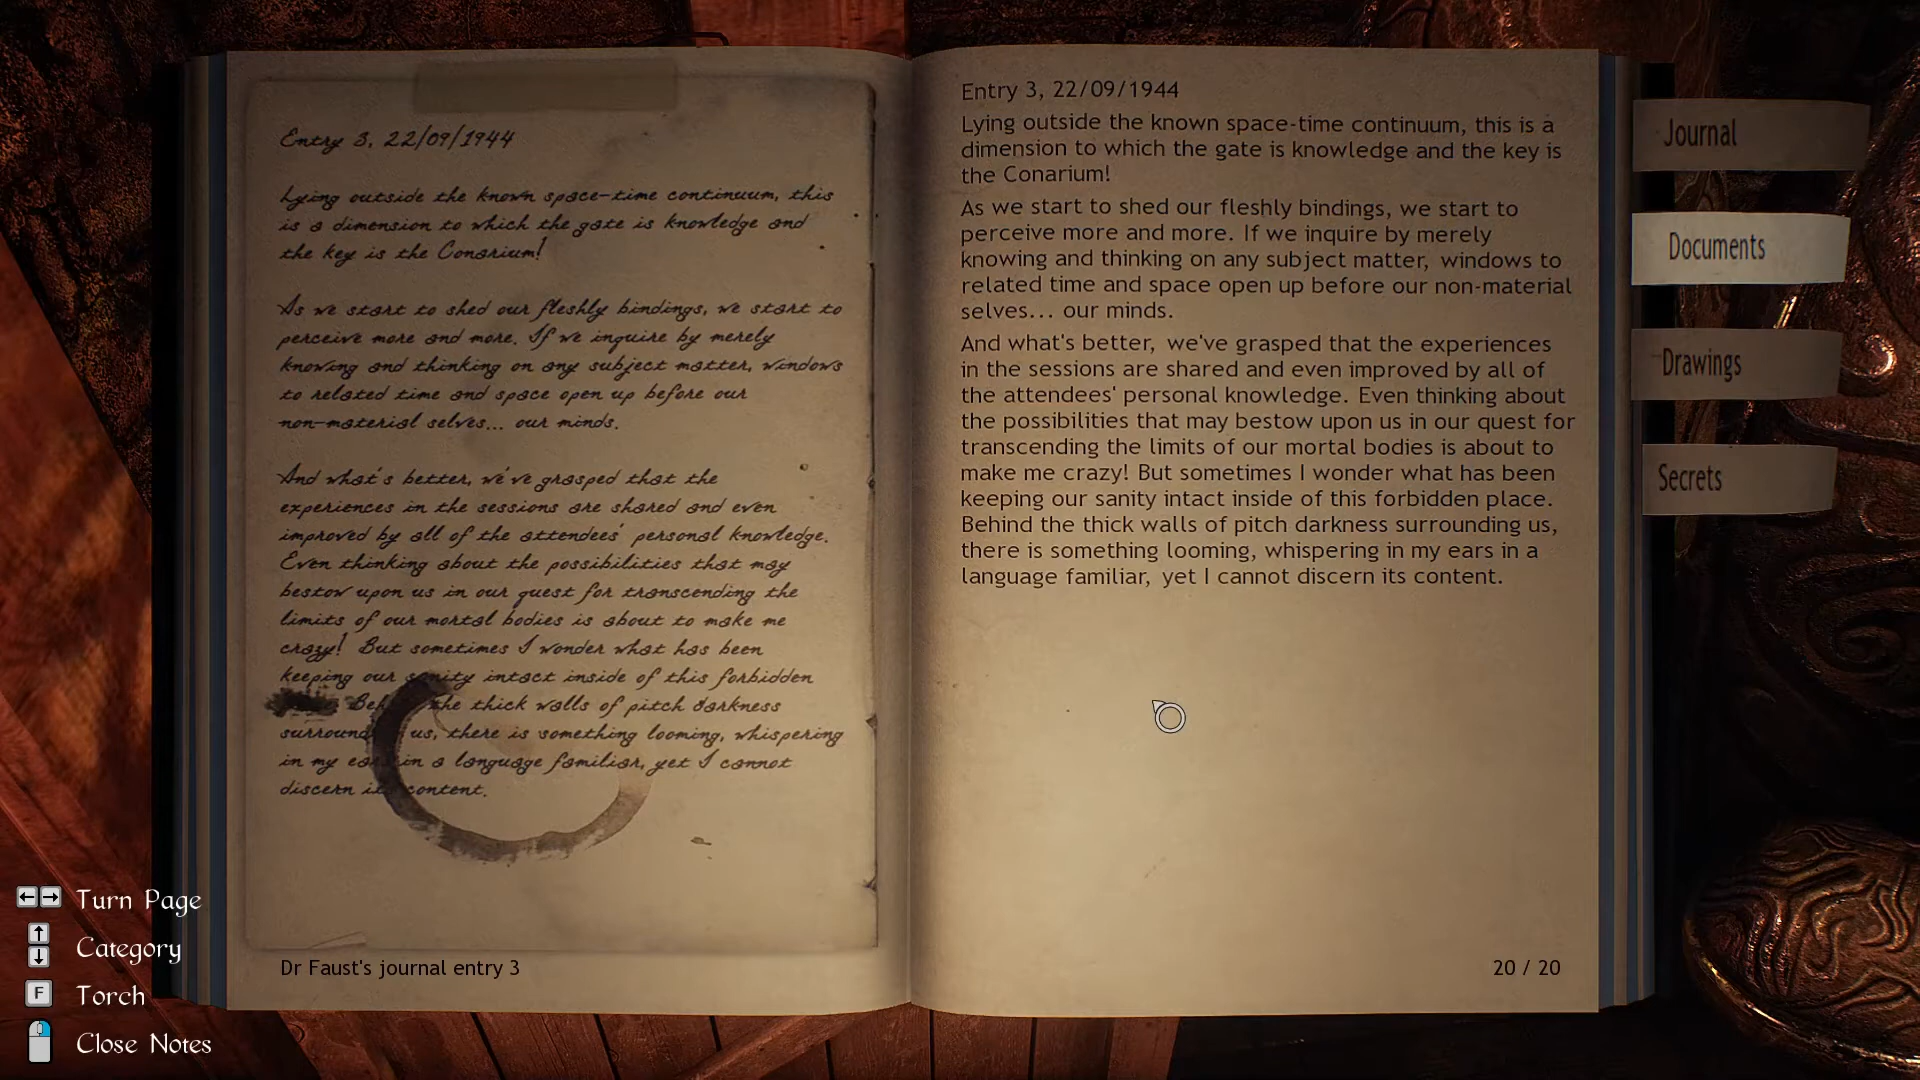 Entry 3, 22/09/1944
Lying outside the known space-time continuum, this
is a dimension to which the gate is knowledge and
the key is the Conarium!
As we start to shed our fleshly bindings, we start to
perceive more and more. If we inquire by merely
knowing and thinking on any subject matter, windows
to related time and space open up before our
non-material selves... our minds.
And what's better, we've grasped that the
experiences in the sessions are shared and even
improved by all of the attendees' personal knowledge.
Even thinking about the possibilities that may
bestow upon us in our quest for transcending the
limits of our mortal bodies is about to make me
crazy! But sometimes I wonder what has been
keeping our sanity intact inside of this forbidden
the thick walls of pitch darkness
us, there is something looming, whispering
in my ears in a language familiar, yet I cannot
discern its content.
Dr Faust's journal entry 3
Entry 3, 22/09/1944
Lying outside the known space-time continuum, this is a
dimension to which the gate is knowledge and the key is
the Conarium!
As we start to shed our fleshly bindings, we start to
perceive more and more. If we inquire by merely
knowing and thinking on any subject matter, windows to
related time and space open up before our non-material
selves... our minds.
And what's better, we've grasped that the experiences
in the sessions are shared and even improved by all of
the attendees' personal knowledge. Even thinking about
the possibilities that may bestow upon us in our quest for
transcending the limits of our mortal bodies is about to
make me crazy! But sometimes I wonder what has been
keeping our sanity intact inside of this forbidden place.
Behind the thick walls of pitch darkness surrounding us,
there is something looming, whispering in my ears in a
language familiar, yet I cannot discern its content.
20 / 20
Journal
Documents
Drawings
Secrets
Turn Page
Category
F Torch
Close Notes